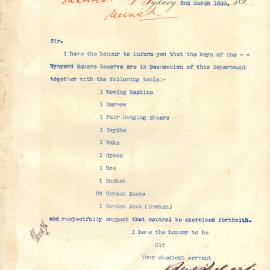 Sydney 2nd March 1898,
Received.
Sir.
I have the honour to inform you that the keys of the - -
Wynyard Square Reserve are in possession of this Department
together with the following tools:-
1 Mowing Machine
1 Barrow
1 Pair Hedging Shears
1 Scythe
1 Rake
1 Spade
1 Hoe
1 Bucket
Garden Seats
1 Garden Seat (Broken)
and respectfully suggest that control be exercised forthwith.
I have the honour to be
Sir
Your obedient servant